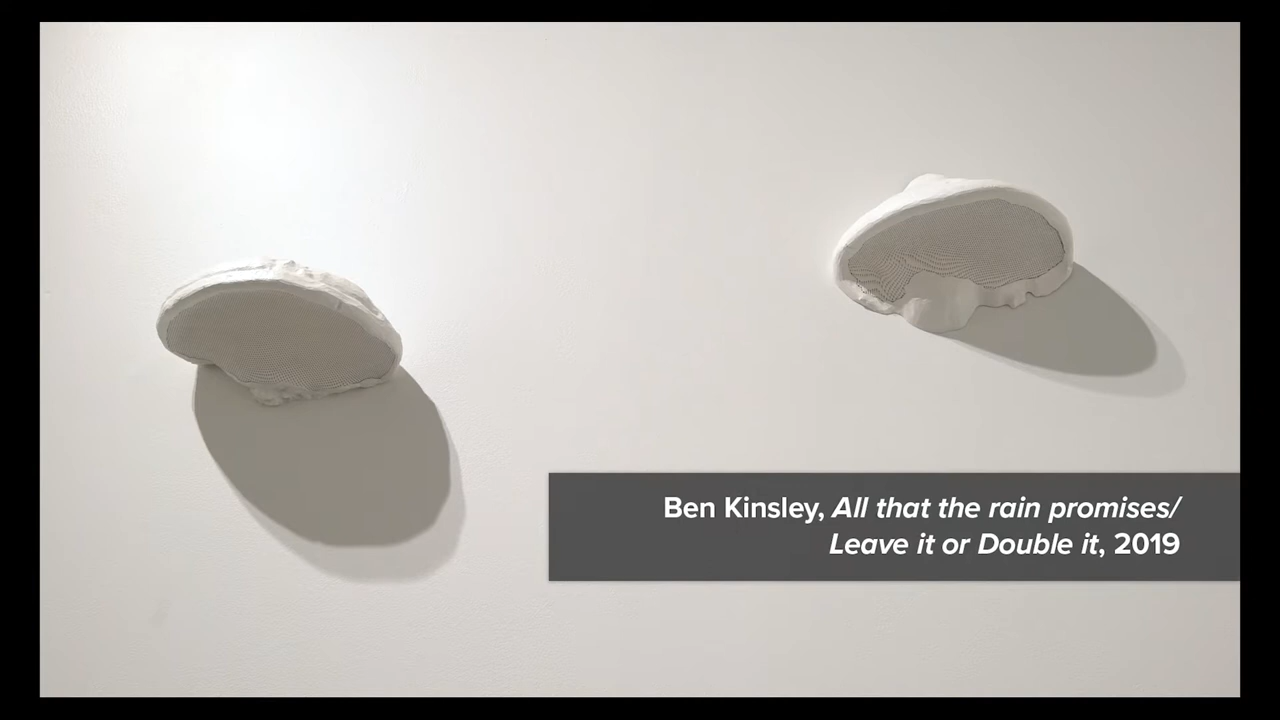 Ben Kinsley, All that the rain promises/
Leave it or Double it, 2019